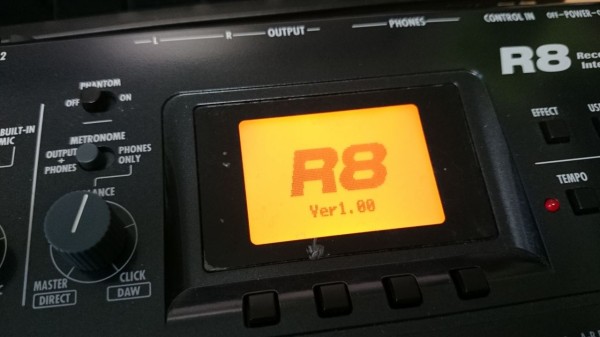 2
L
R
OUTPUT
PHONES
CONTROL IN
OFF-POWER-
R8
PHANTOM
OFF
ON
BUILT-IN
MIC
METRONOME
OUTPUT
+
PHONES
PHONES
ONLY
R8
Ver1.00
EFFECT
TEMPO
MASTER
CLICK
DIRECT
DAW